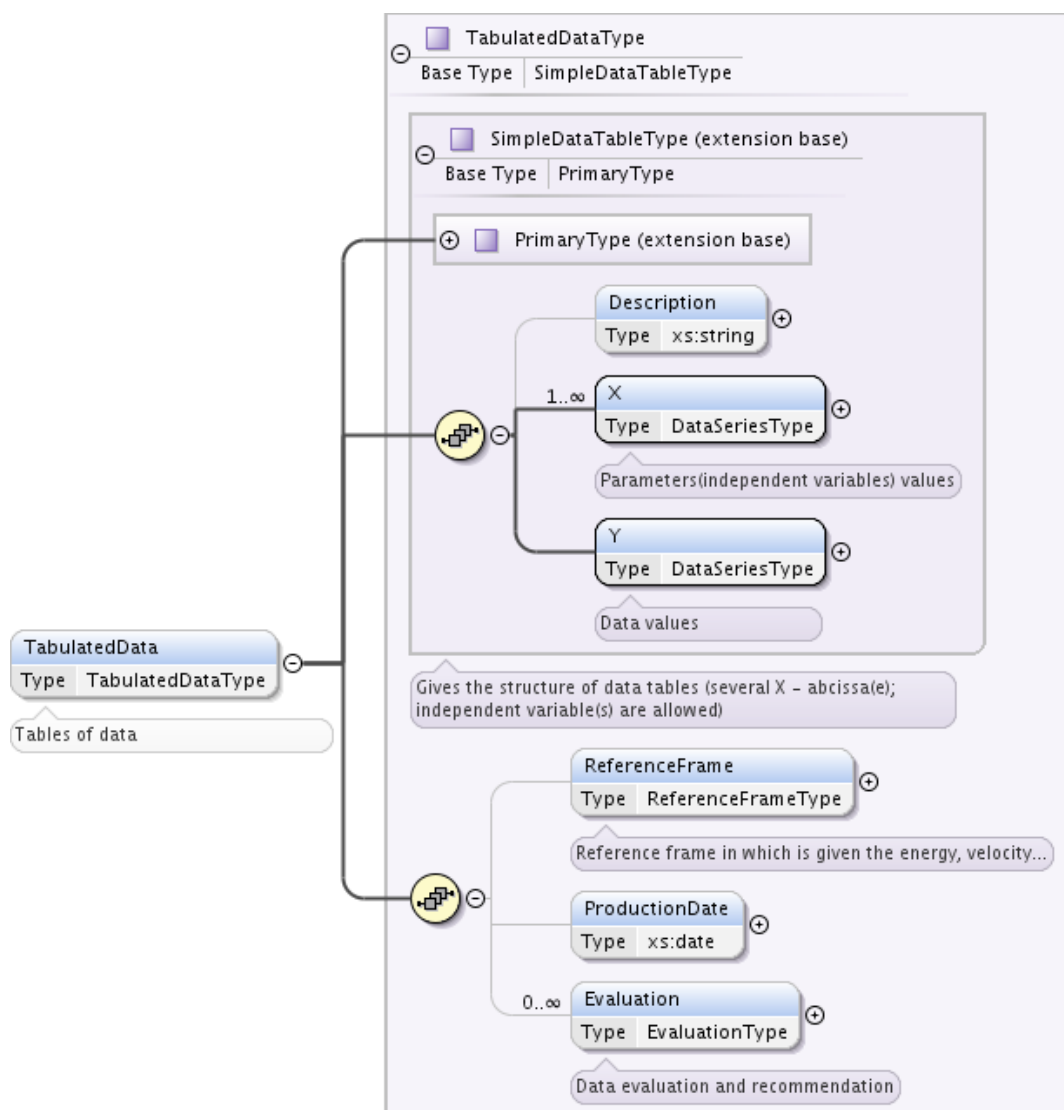 TabulatedDataType
Base Type SimpleDataTableType
SimpleDataTableType (extension base)
Base Type PrimaryType
PrimaryType (extension base)
Description
Type xs:string
1..∞
X
Type DataSeriesType
Parameters(independent variables) values
Y
Type DataSeriesType
Data values
TabulatedData
Type TabulatedDataType
Tables of data
Gives the structure of data tables (several X – abcissa(e);
independent variable(s) are allowed)
ReferenceFrame
Type ReferenceFrameType
Reference frame in which is given the energy, velocity...
ProductionDate
Type xs:date
0..∞
Evaluation
Type EvaluationType
Data evaluation and recommendation